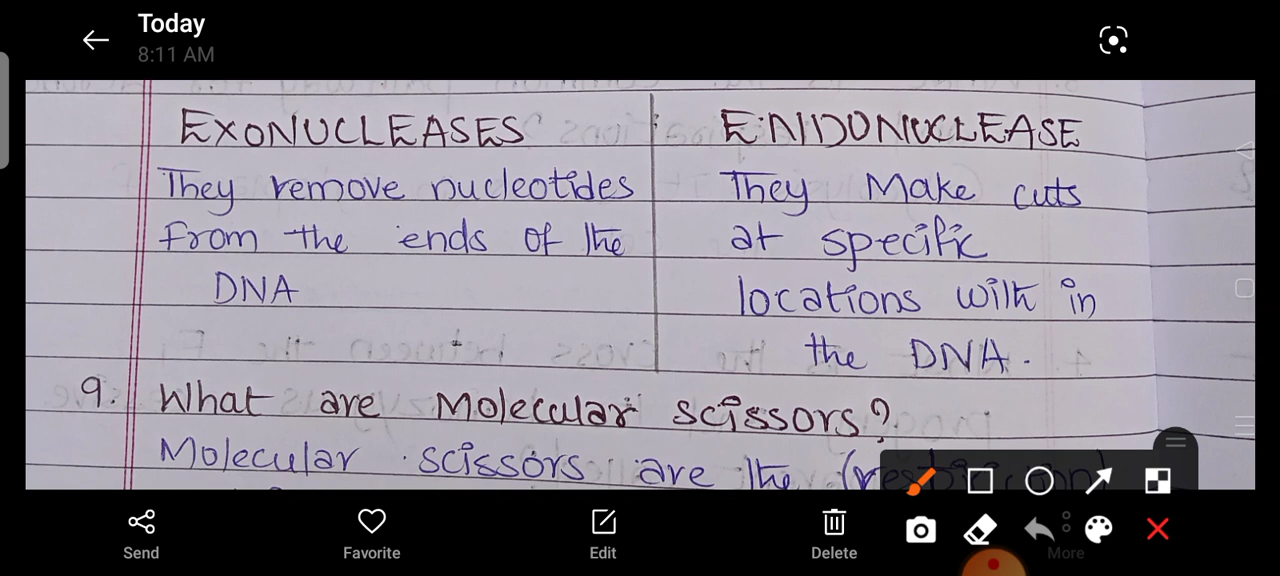 Today
8:11 AM
EXONUCLEASES
They remove nucleotides
from the ends of the
DNA
ENDONUCLEASE
They Make cuts
at specific
locations with in
the DNA.
9. What are Molecular scissors?
Molecular scissors are the
Send
Favorite
Edit
Delete
More